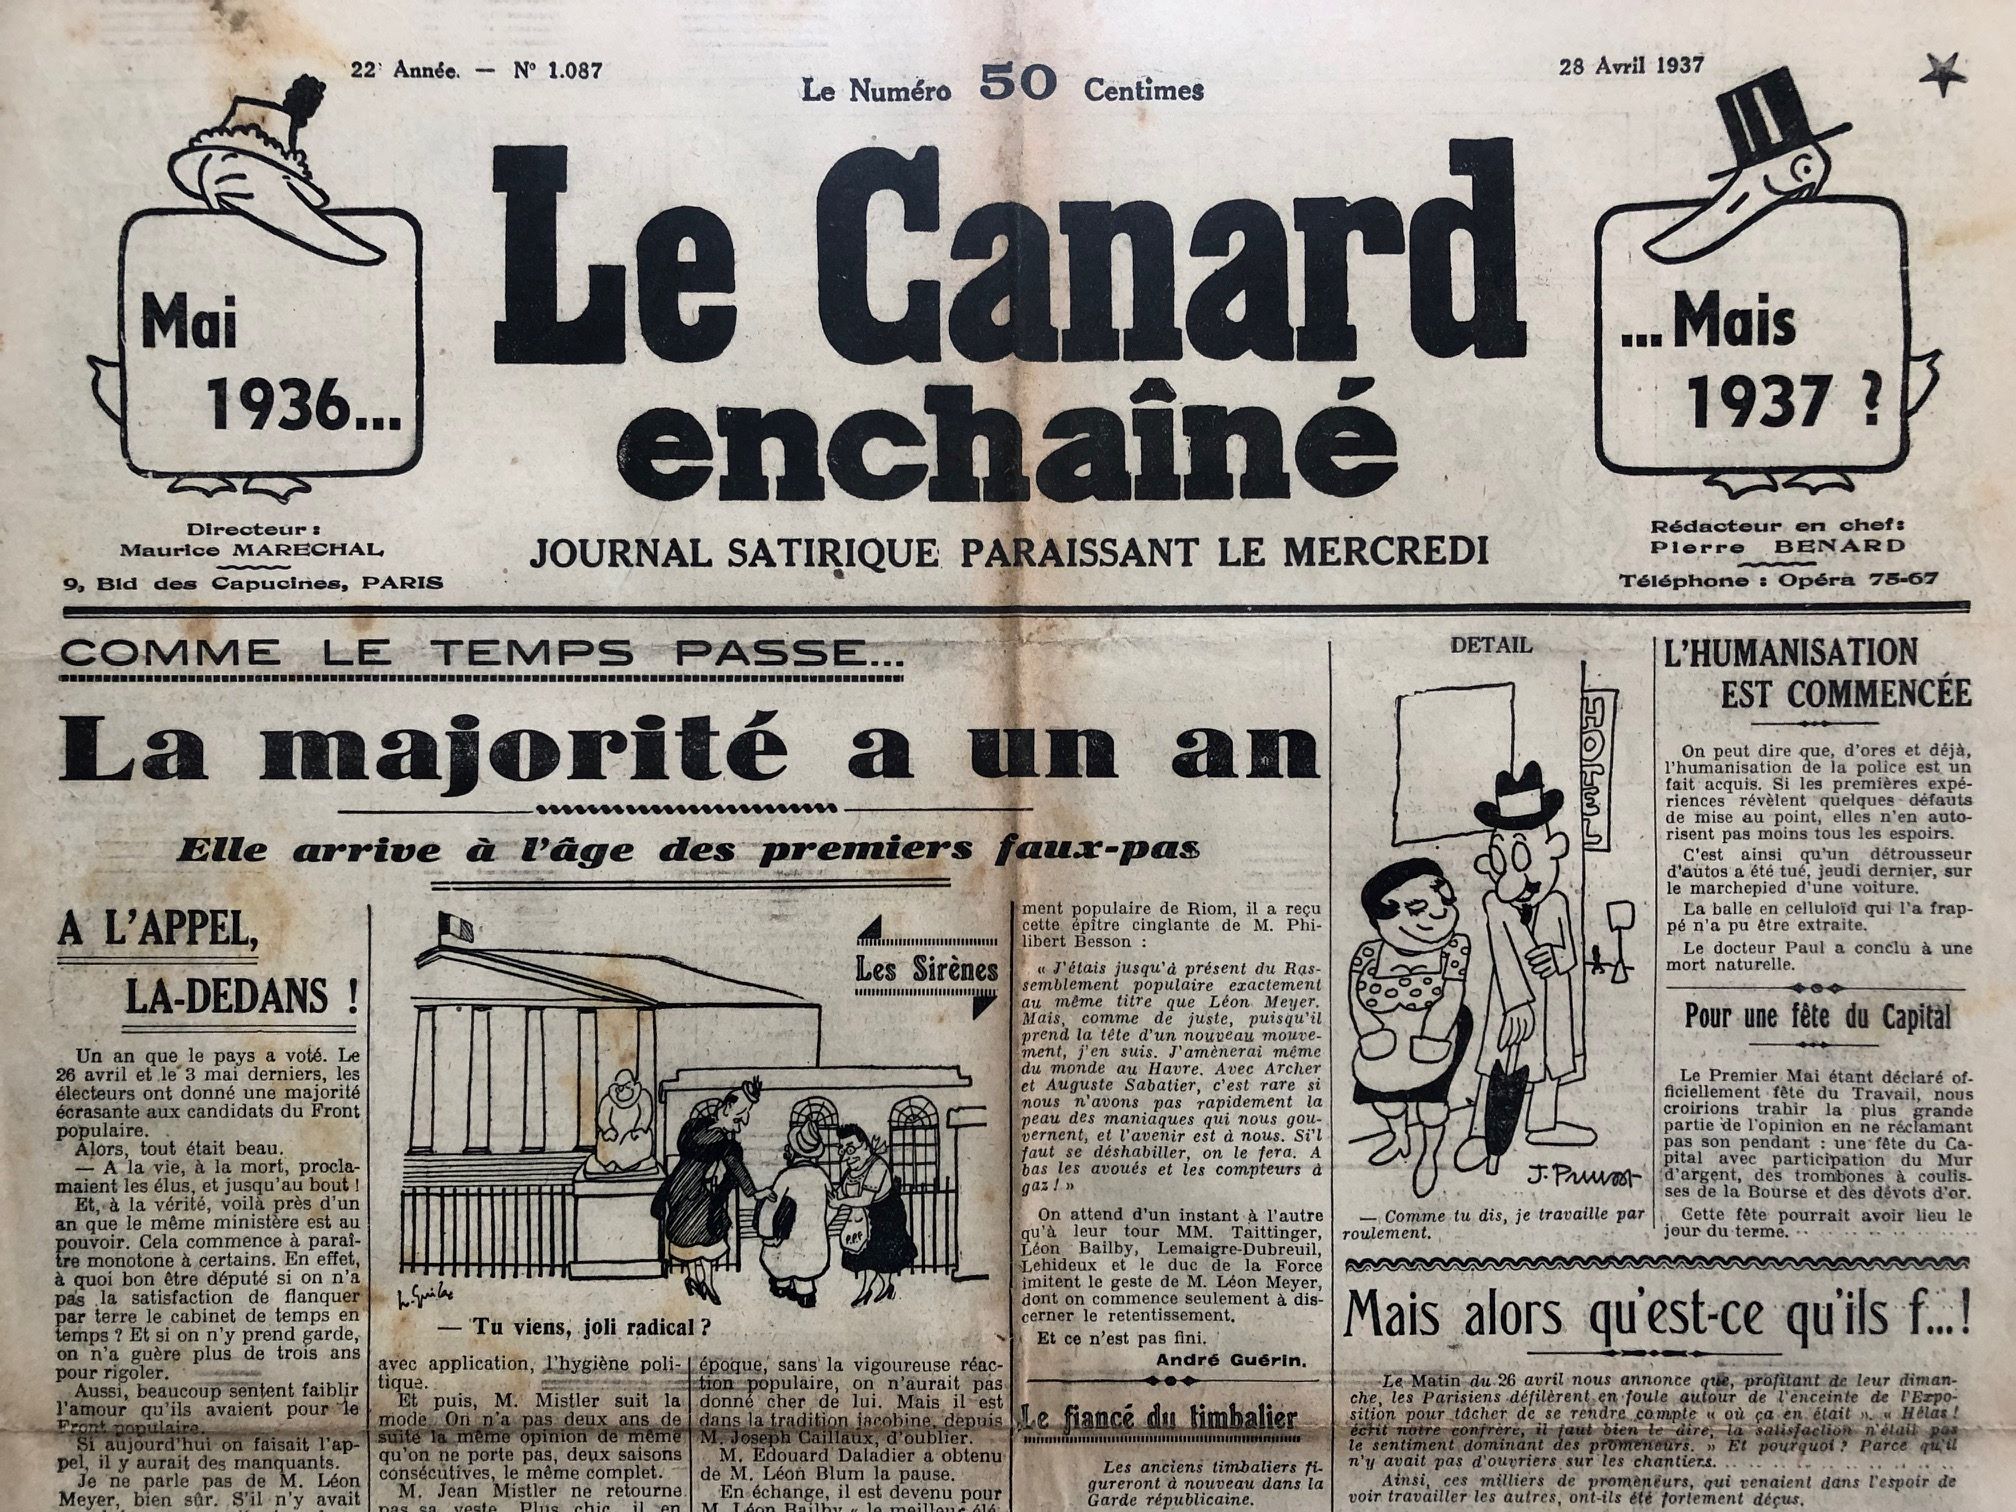 22e Année. — N° 1.087
Le Numéro 50 Centimes
28 Avril 1937
Mai
1936...
Le Canard
enchaîné
...Mais
1937 ?
Directeur :
Maurice MARECHAL
9, Bld des Capucines, PARIS
JOURNAL SATIRIQUE PARAISSANT LE MERCREDI
Rédacteur en chef :
Pierre BENARD
Téléphone : Opéra 75-67
COMME LE TEMPS PASSE...
La majorité a un an
Elle arrive à l'âge des premiers faux-pas
A L'APPEL,
LA-DEDANS !
Un an que le pays a voté. Le
26 avril et le 3 mai derniers, les
électeurs ont donné une majorité
écrasante aux candidats du Front
populaire.
Alors, tout était beau.
— A la vie, à la mort, procla-
maient les élus, et jusqu'au bout !
Et, à la vérité, voilà près d'un
an que le même ministère est au
pouvoir. Cela commence à paraî-
tre monotone à certains. En effet,
à quoi bon être député si on n'a
pas la satisfaction de flanquer
par terre le cabinet de temps en
temps ? Et si on n'y prend garde,
on n'a guère plus de trois ans
pour rigoler.
Aussi, beaucoup sentent faiblir
l'amour qu'ils avaient pour le
Front populaire.
Si aujourd'hui on faisait l'ap-
pel, il y aurait des manquants.
Je ne parle pas de M. Léon
Meyer, bien sûr. S'il n'y avait
Les Sirènes
P.P.F.
— Tu viens, joli radical ?
avec application, l'hygiène poli-
tique.
Et puis, M. Mistler suit la
mode. On n'a pas deux ans de
suite la même opinion de même
qu'on ne porte pas, deux saisons
consécutives, le même complet.
M. Jean Mistler ne retourne
pas sa veste. Plus chic, il en
époque, sans la vigoureuse réac-
tion populaire, on n'aurait pas
donné cher de lui. Mais il est
dans la tradition jacobine, depuis
M. Joseph Caillaux, d'oublier.
M. Edouard Daladier a obtenu
de M. Léon Blum la pause.
En échange, il est devenu pour
M. Léon Bailby « le meilleur élé-
ment populaire de Riom, il a reçu
cette épitre cinglante de M. Phi-
libert Besson :
« J'étais jusqu'à présent du Ras-
semblement populaire exactement
au même titre que Léon Meyer.
Mais, comme de juste, puisqu'il
prend la tête d'un nouveau mouve-
ment, j'en suis. J'amènerai même
du monde au Havre. Avec Archer
et Auguste Sabatier, c'est rare si
nous n'avons pas rapidement la
peau des maniaques qui nous gou-
vernent, et l'avenir est à nous. S'il
faut se déshabiller, on le fera. A
bas les avoués et les compteurs à
gaz ! »
On attend d'un instant à l'autre
qu'à leur tour MM. Taittinger,
Léon Bailby, Lemaigre-Dubreuil,
Lehideux et le duc de la Force
imitent le geste de M. Léon Meyer,
dont on commence seulement à dis-
cerner le retentissement.
Et ce n'est pas fini.
André Guérin.
Le fiancé du timbalier
Les anciens timbaliers fi-
gureront à nouveau dans la
Garde républicaine.
DETAIL
HOTEL
— Comme tu dis, je travaille par
roulement.
L'HUMANISATION
EST COMMENCÉE
On peut dire que, d'ores et déjà,
l'humanisation de la police est un
fait acquis. Si les premières expé-
riences révèlent quelques défauts
de mise au point, elles n'en auto-
risent pas moins tous les espoirs.
C'est ainsi qu'un détrousseur
d'autos a été tué, jeudi dernier, sur
le marchepied d'une voiture.
La balle en celluloïd qui l'a frap-
pé n'a pu être extraite.
Le docteur Paul a conclu à une
mort naturelle.
Pour une fête du Capital
Le Premier Mai étant déclaré of-
ficiellement fête du Travail, nous
croirions trahir la plus grande
partie de l'opinion en ne réclamant
pas son pendant : une fête du Ca-
pital avec participation du Mur
d'argent, des trombones à coulis-
ses de la Bourse et des dévots d'or.
Cette fête pourrait avoir lieu le
jour du terme.
Mais alors qu'est-ce qu'ils f...!
Le Matin du 26 avril nous annonce que, profitant de leur diman-
che, les Parisiens défilèrent en foule autour de l'enceinte de l'Expo-
sition pour tâcher de se rendre compte « où ça en était ». « Hélas !
écrit notre confrère, il faut bien le dire, la satisfaction n'était pas
le sentiment dominant des promeneurs. » Et pourquoi ? Parce qu'il
n'y avait pas d'ouvriers sur les chantiers.
Ainsi, ces milliers de promeneurs, qui venaient dans l'espoir de
voir travailler les autres, ont-ils été fortement déçus.